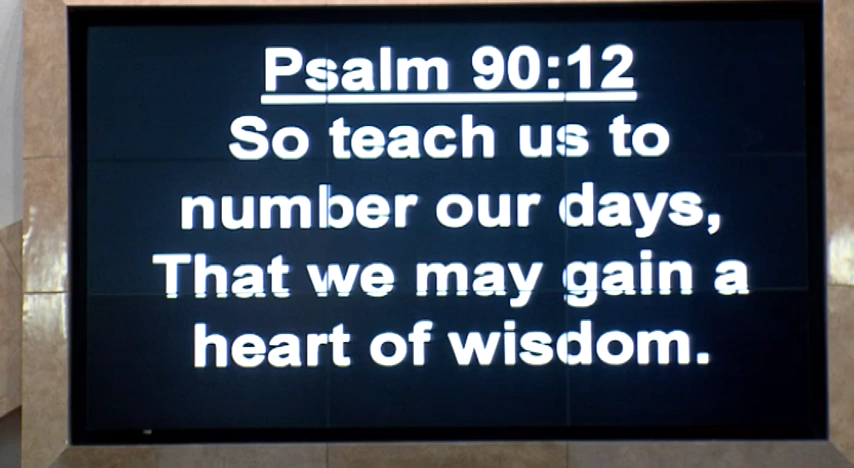 Psalm 90:12
So teach us to
number our days,
That we may gain a
heart of wisdom.